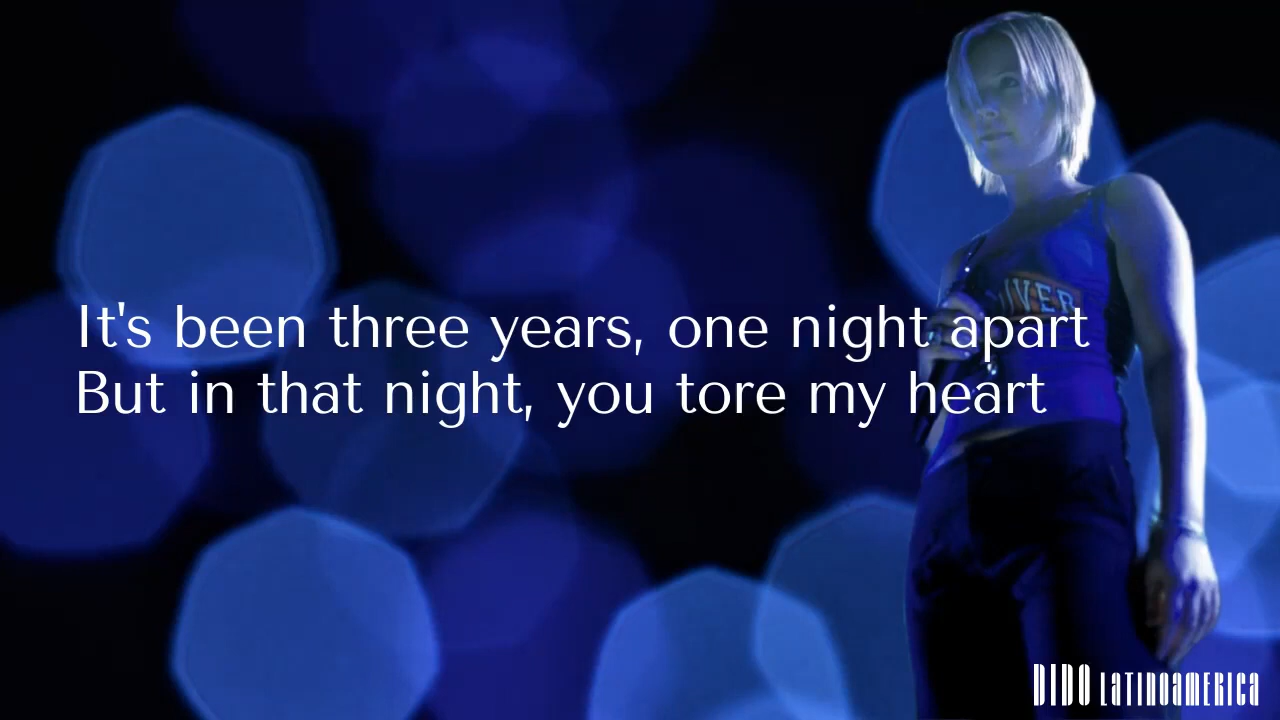 It's been three years, one night apart
But in that night, you tore my heart
DIDO LATINOAMERICA